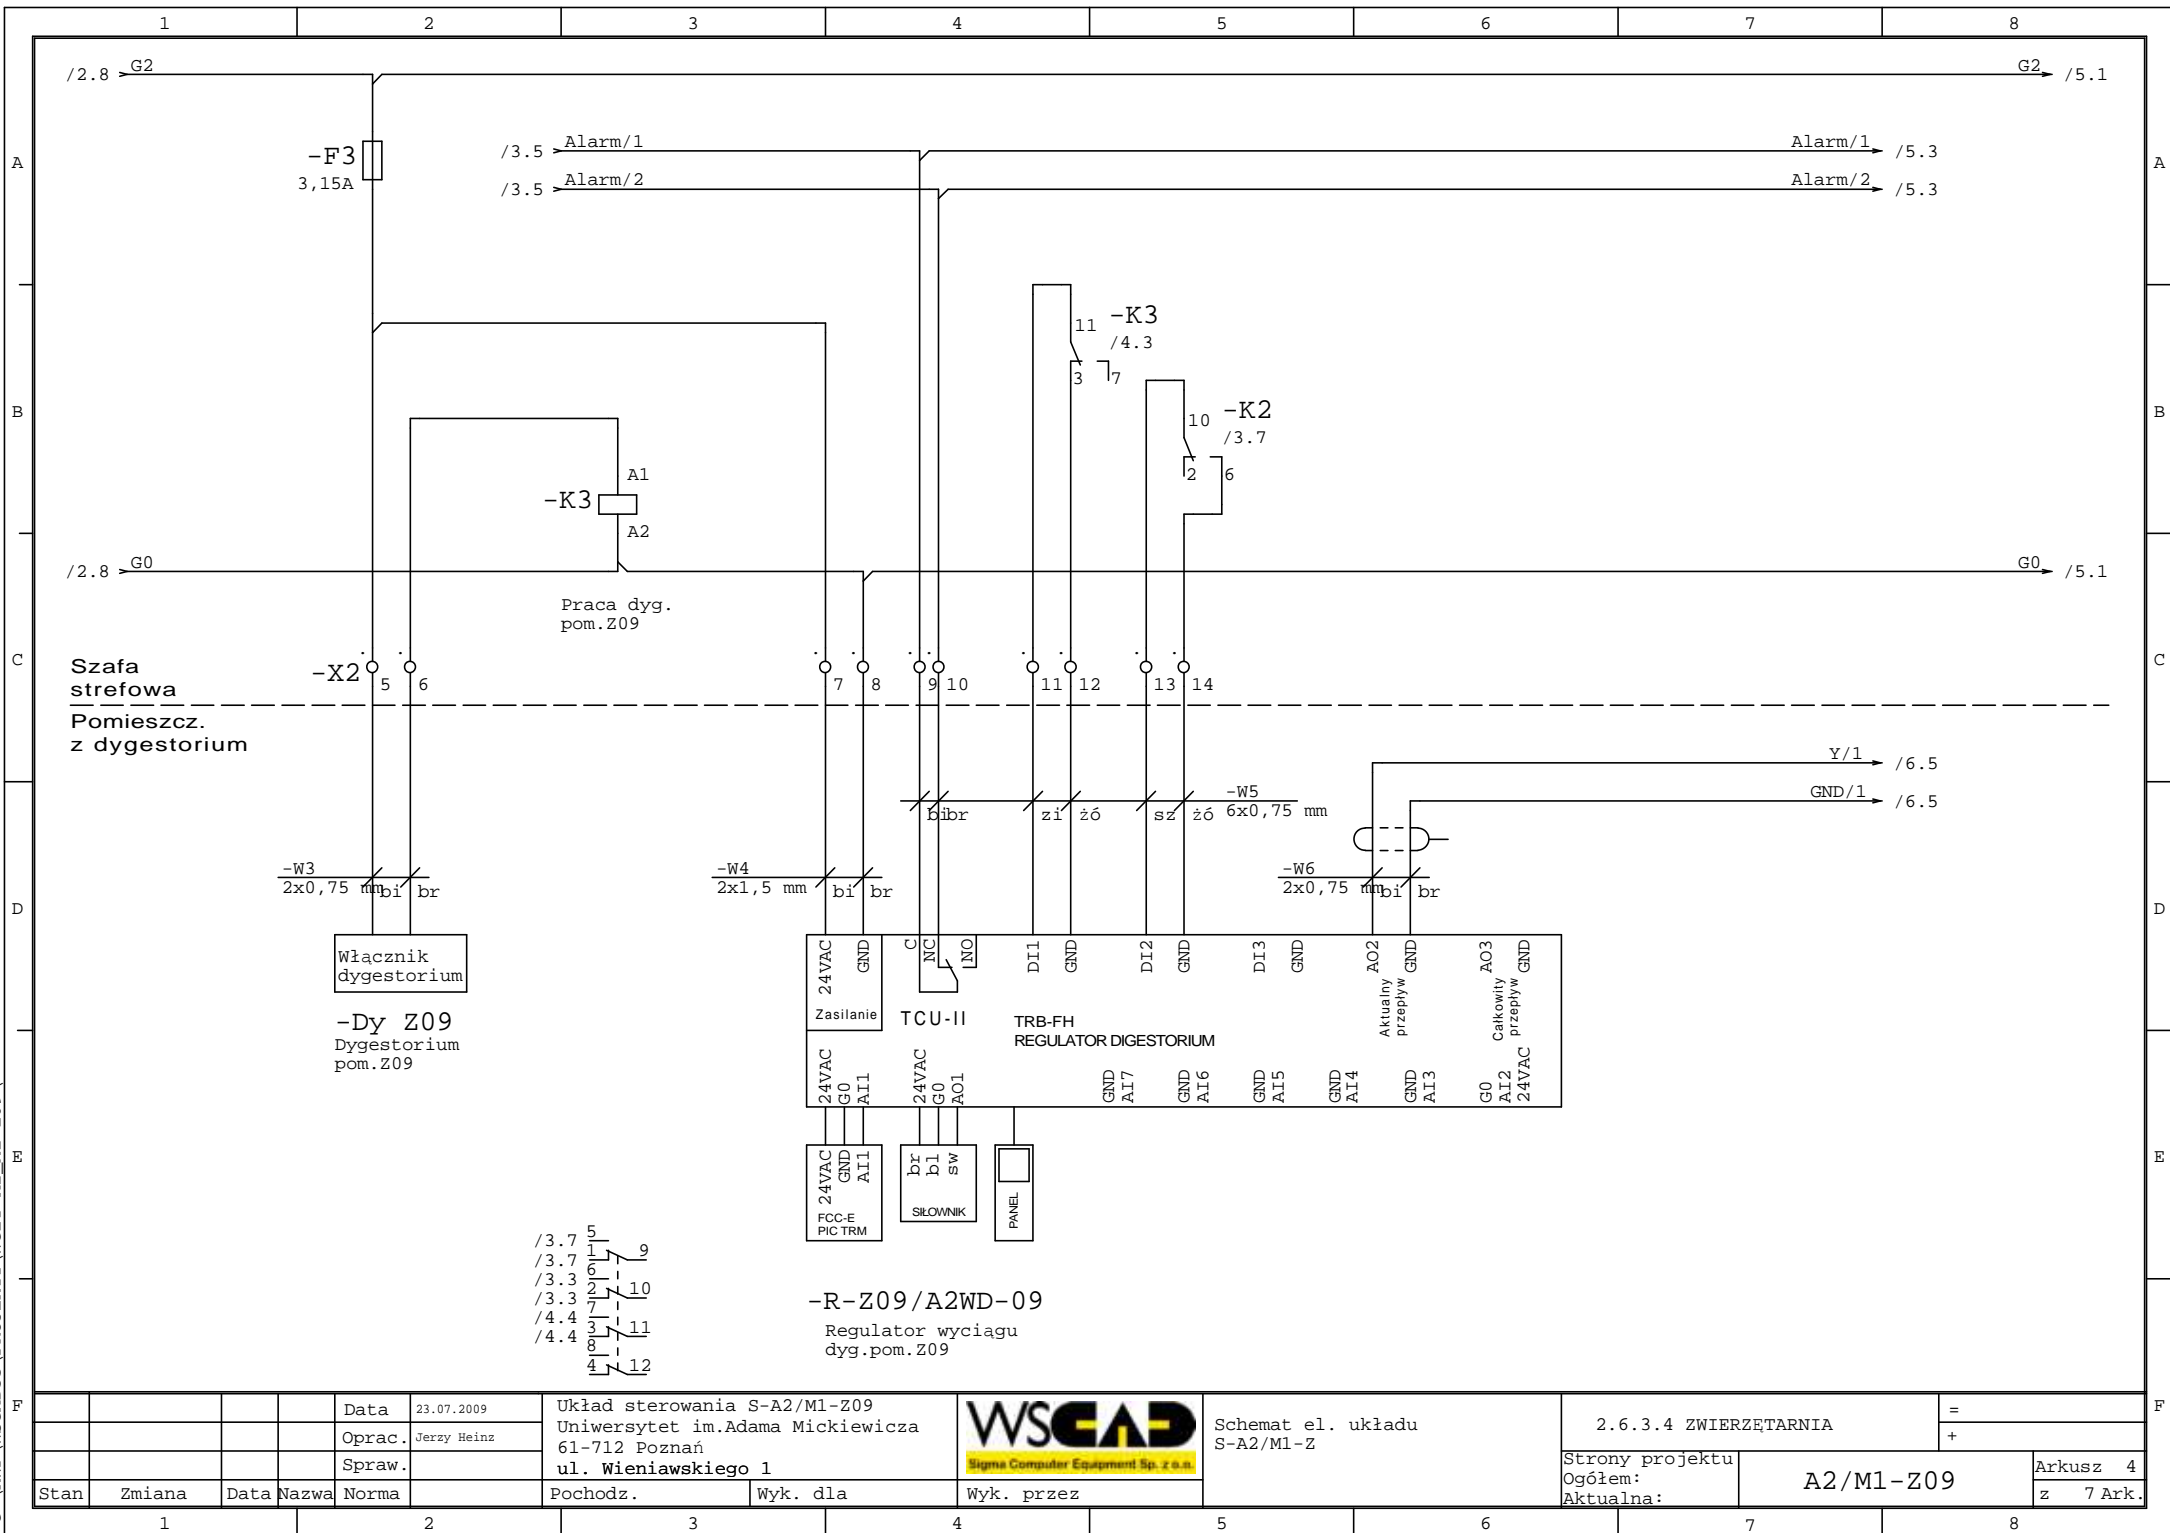 1 2 3 4 5 6 7 8
/2.8 G2 G2 /5.1
/3.5 Alarm/1 Alarm/1 /5.3
/3.5 Alarm/2 Alarm/2 /5.3
A A
-F3
3,15A
11 -K3
/4.3
3 7
B B
10 -K2
/3.7
2 6
A1
-K3
A2
/2.8 G0 G0 /5.1
Praca dyg.
pom.Z09
C C
Szafa
strefowa
-X2 5 6 7 8 9 10 11 12 13 14
Pomieszcz.
z dygestorium
Y/1 /6.5
GND/1 /6.5
bi br zi żó sz żó
-W5
6x0,75 mm
-W3
2x0,75 mm bi br
-W4
2x1,5 mm bi br
-W6
2x0,75 mm bi br
D D
Włącznik
dygestorium
-Dy Z09
Dygestorium
pom.Z09
24VAC GND C NC NO DI1 GND DI2 GND DI3 GND AO2 GND AO3 GND
Zasilanie
TCU-II
Aktualny
przepływ
Całkowity
przepływ
TRB-FH
REGULATOR DIGESTORIUM
24VAC G0 AI1 24VAC G0 AO1 GND AI7 GND AI6 GND AI5 GND AI4 GND AI3 G0 AI2 24VAC
E E
24VAC GND AI1
FCC-E
PIC TRM
br bl sw
SIŁOWNIK
PANEL
/3.7 5
/3.7 1 9
/3.3 6
/3.3 2 10
/4.4 7
/4.4 3 11
8
4 12
-R-Z09/A2WD-09
Regulator wyciągu
dyg.pom.Z09
F F
Data 23.07.2009
Oprac. Jerzy Heinz
Spraw.
Stan Zmiana Data Nazwa Norma
Układ sterowania S-A2/M1-Z09
Uniwersytet im.Adama Mickiewicza
61-712 Poznań
ul. Wieniawskiego 1
Pochodz. Wyk. dla Wyk. przez
WSCAD
Sigma Computer Equipment Sp. z o.o.
Schemat el. układu
S-A2/M1-Z
2.6.3.4 ZWIERZĘTARNIA
=
+
Strony projektu
Ogółem:
Aktualna:
A2/M1-Z09
Arkusz 4
z 7 Ark.
1 2 3 4 5 6 7 8